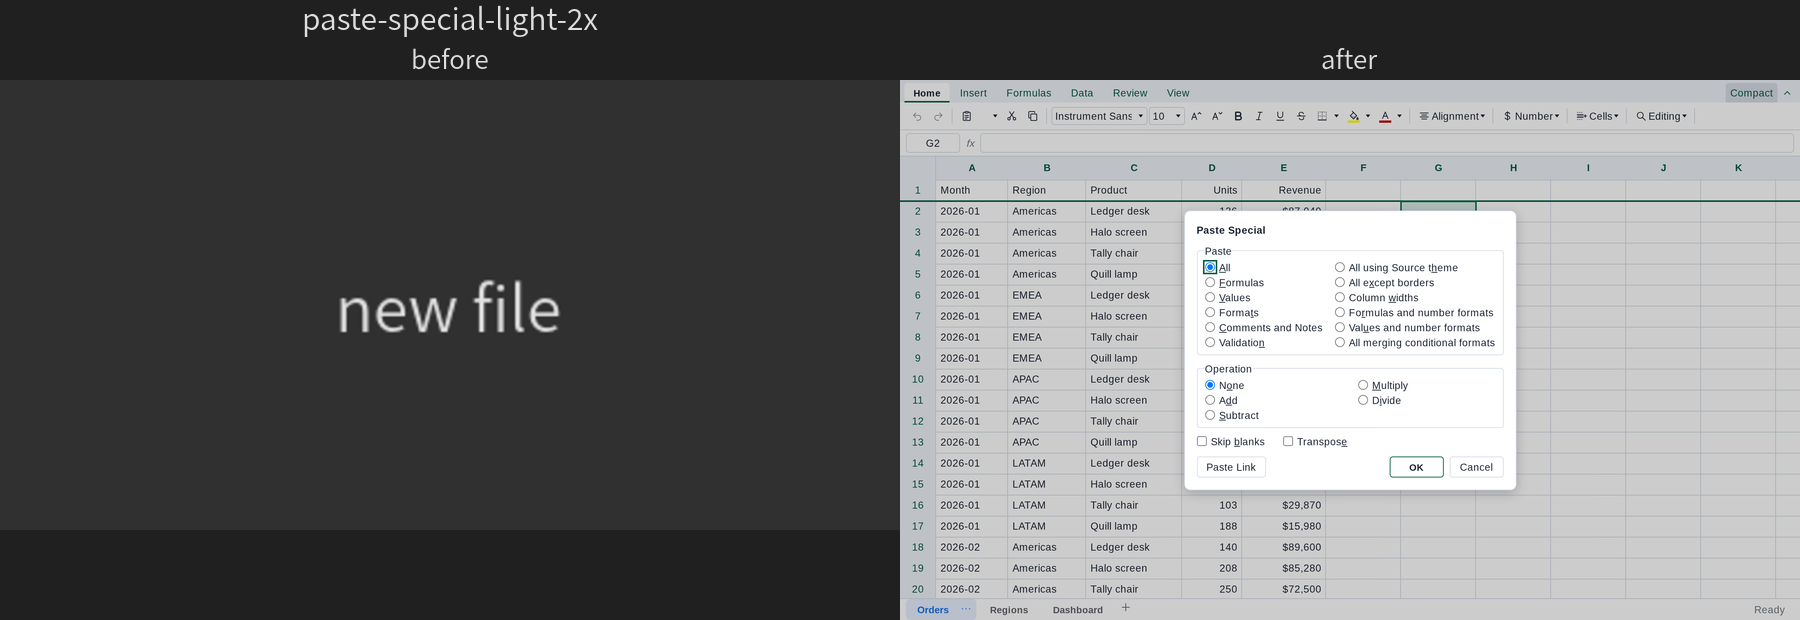 paste-special-light-2x
before
after
new file
Home Insert Formulas Data Review View Compact
Instrument Sans 10 A A B I U S A Alignment $ Number Cells Editing
G2 fx
A B C D E F G H I J K
1 Month Region Product Units Revenue
2 2026-01 Americas Ledger desk
3 2026-01 Americas Halo screen
4 2026-01 Americas Tally chair
5 2026-01 Americas Quill lamp
6 2026-01 EMEA Ledger desk
7 2026-01 EMEA Halo screen
8 2026-01 EMEA Tally chair
9 2026-01 EMEA Quill lamp
10 2026-01 APAC Ledger desk
11 2026-01 APAC Halo screen
12 2026-01 APAC Tally chair
13 2026-01 APAC Quill lamp
14 2026-01 LATAM Ledger desk
15 2026-01 LATAM Halo screen
16 2026-01 LATAM Tally chair 103 $29,870
17 2026-01 LATAM Quill lamp 188 $15,980
18 2026-02 Americas Ledger desk 140 $89,600
19 2026-02 Americas Halo screen 208 $85,280
20 2026-02 Americas Tally chair 250 $72,500
Paste Special
Paste
All All using Source theme
Formulas All except borders
Values Column widths
Formats Formulas and number formats
Comments and Notes Values and number formats
Validation All merging conditional formats
Operation
None Multiply
Add Divide
Subtract
Skip blanks Transpose
Paste Link OK Cancel
Orders ... Regions Dashboard + Ready